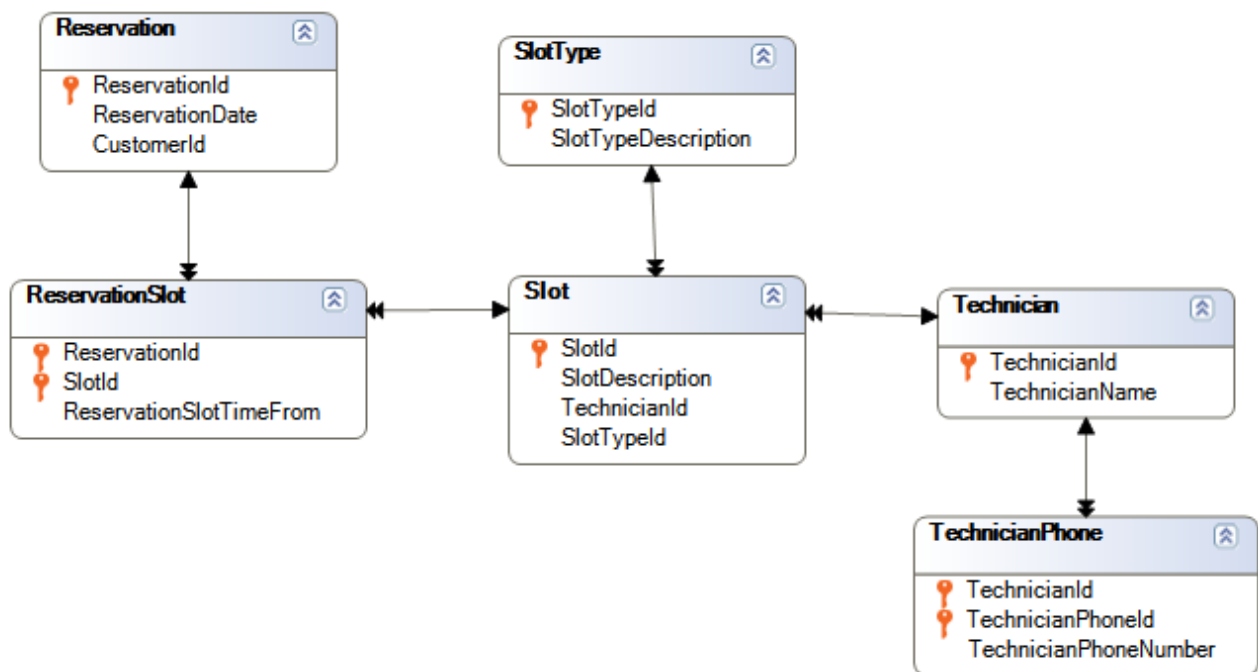 Reservation
ReservationId
ReservationDate
CustomerId
SlotType
SlotTypeId
SlotTypeDescription
ReservationSlot
ReservationId
SlotId
ReservationSlotTimeFrom
Slot
SlotId
SlotDescription
TechnicianId
SlotTypeId
Technician
TechnicianId
TechnicianName
TechnicianPhone
TechnicianId
TechnicianPhoneId
TechnicianPhoneNumber